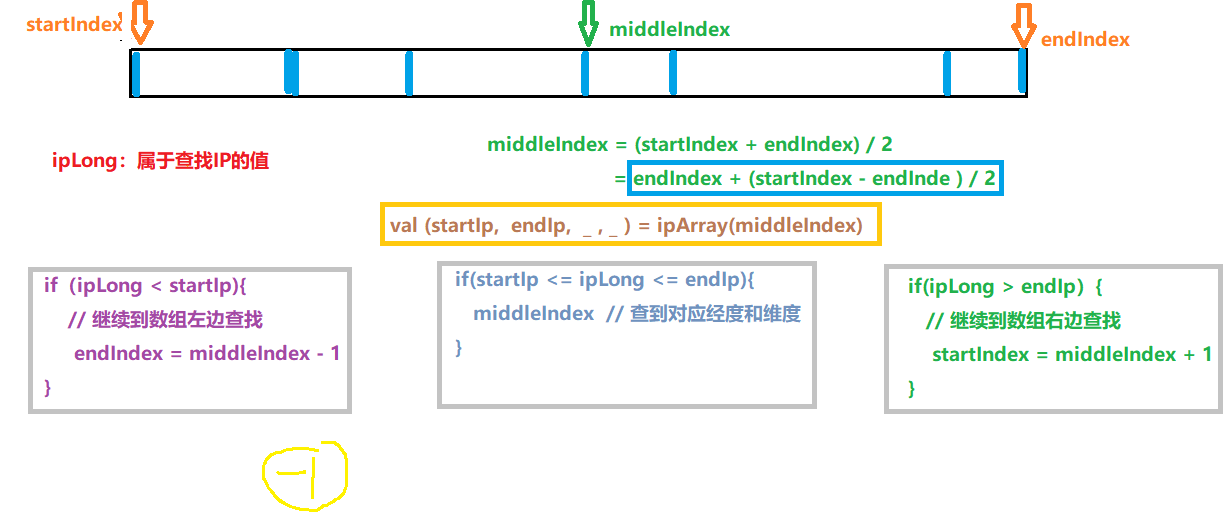 startIndex
middleIndex
endIndex
ipLong：属于查找IP的值
middleIndex = (startIndex + endIndex) / 2
= endIndex + (startIndex - endInde ) / 2
val (startIp, endIp, _ , _ ) = ipArray(middleIndex)
if（ipLong < startIp){
// 继续到数组左边查找
endIndex = middleIndex - 1
}
if(startIp <= ipLong <= endIp){
middleIndex // 查到对应经度和维度
}
if(ipLong > endIp）{
// 继续到数组右边查找
startIndex = middleIndex + 1
}
-1